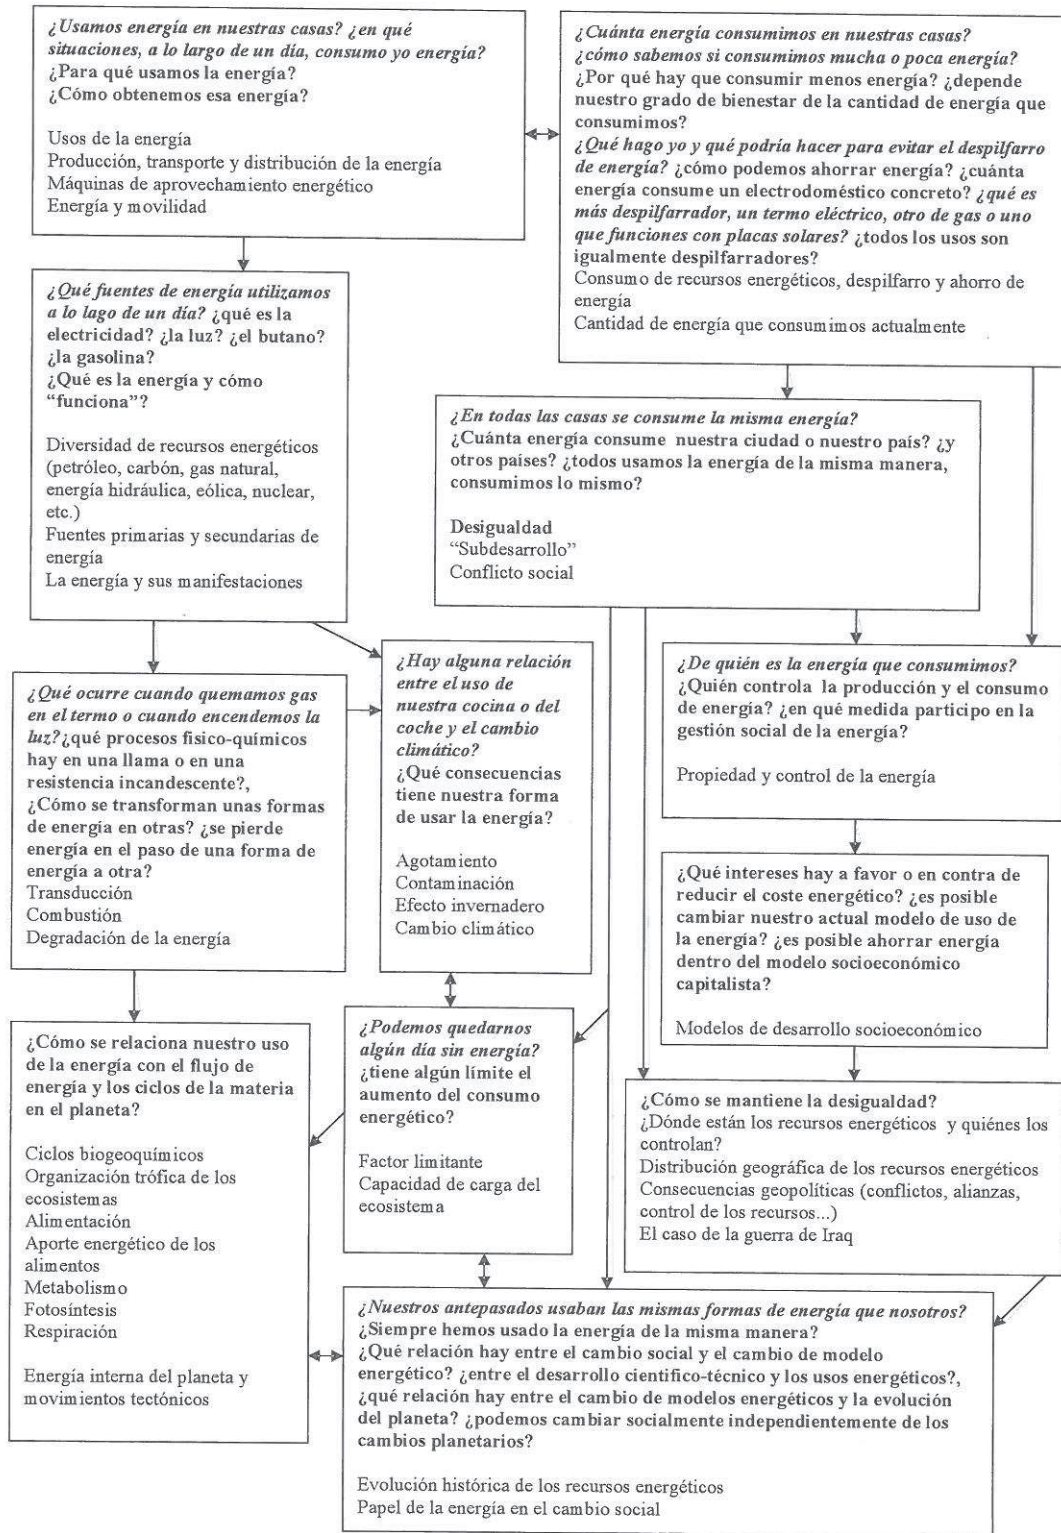 ¿Usamos energía en nuestras casas? ¿en qué
situaciones, a lo largo de un día, consumo yo energía?
¿Para qué usamos la energía?
¿Cómo obtenemos esa energía?
Usos de la energía
Producción, transporte y distribución de la energía
Máquinas de aprovechamiento energético
Energía y movilidad
¿Cuánta energía consumimos en nuestras casas?
¿cómo sabemos si consumimos mucha o poca energía?
¿Por qué hay que consumir menos energía? ¿depende
nuestro grado de bienestar de la cantidad de energía que
consumimos?
¿Qué hago yo y qué podría hacer para evitar el despilfarro
de energía? ¿cómo podemos ahorrar energía? ¿cuánta
energía consume un electrodoméstico concreto? ¿qué es
más despilfarrador, un termo eléctrico, otro de gas o uno
que funciones con placas solares? ¿todos los usos son
igualmente despilfarradores?
Consumo de recursos energéticos, despilfarro y ahorro de
energía
Cantidad de energía que consumimos actualmente
¿Qué fuentes de energía utilizamos
a lo lago de un día? ¿qué es la
electricidad? ¿la luz? ¿el butano?
¿la gasolina?
¿Qué es la energía y cómo
“funciona”?
Diversidad de recursos energéticos
(petróleo, carbón, gas natural,
energía hidráulica, eólica, nuclear,
etc.)
Fuentes primarias y secundarias de
energía
La energía y sus manifestaciones
¿En todas las casas se consume la misma energía?
¿Cuánta energía consume nuestra ciudad o nuestro país? ¿y
otros países? ¿todos usamos la energía de la misma manera,
consumimos lo mismo?
Desigualdad
“Subdesarrollo”
Conflicto social
¿Qué ocurre cuando quemamos gas
en el termo o cuando encendemos la
luz?¿qué procesos fisico-químicos
hay en una llama o en una
resistencia incandescente?,
¿Cómo se transforman unas formas
de energía en otras? ¿se pierde
energía en el paso de una forma de
energía a otra?
Transducción
Combustión
Degradación de la energía
¿Hay alguna relación
entre el uso de
nuestra cocina o del
coche y el cambio
climático?
¿Qué consecuencias
tiene nuestra forma
de usar la energía?
Agotamiento
Contaminación
Efecto invernadero
Cambio climático
¿De quién es la energía que consumimos?
¿Quién controla la producción y el consumo
de energía? ¿en qué medida participo en la
gestión social de la energía?
Propiedad y control de la energía
¿Qué intereses hay a favor o en contra de
reducir el coste energético? ¿es posible
cambiar nuestro actual modelo de uso de
la energía? ¿es posible ahorrar energía
dentro del modelo socioeconómico
capitalista?
Modelos de desarrollo socioeconómico
¿Cómo se relaciona nuestro uso
de la energía con el flujo de
energía y los ciclos de la materia
en el planeta?
Ciclos biogeoquímicos
Organización trófica de los
ecosistemas
Alimentación
Aporte energético de los
alimentos
Metabolismo
Fotosíntesis
Respiración
Energía interna del planeta y
movimientos tectónicos
¿Podemos quedarnos
algún día sin energía?
¿tiene algún límite el
aumento del consumo
energético?
Factor limitante
Capacidad de carga del
ecosistema
¿Cómo se mantiene la desigualdad?
¿Dónde están los recursos energéticos y quiénes los
controlan?
Distribución geográfica de los recursos energéticos
Consecuencias geopolíticas (conflictos, alianzas,
control de los recursos...)
El caso de la guerra de Iraq
¿Nuestros antepasados usaban las mismas formas de energía que nosotros?
¿Siempre hemos usado la energía de la misma manera?
¿Qué relación hay entre el cambio social y el cambio de modelo
energético? ¿entre el desarrollo cientifico-técnico y los usos energéticos?,
¿qué relación hay entre el cambio de modelos energéticos y la evolución
del planeta? ¿podemos cambiar socialmente independientemente de los
cambios planetarios?
Evolución histórica de los recursos energéticos
Papel de la energía en el cambio social